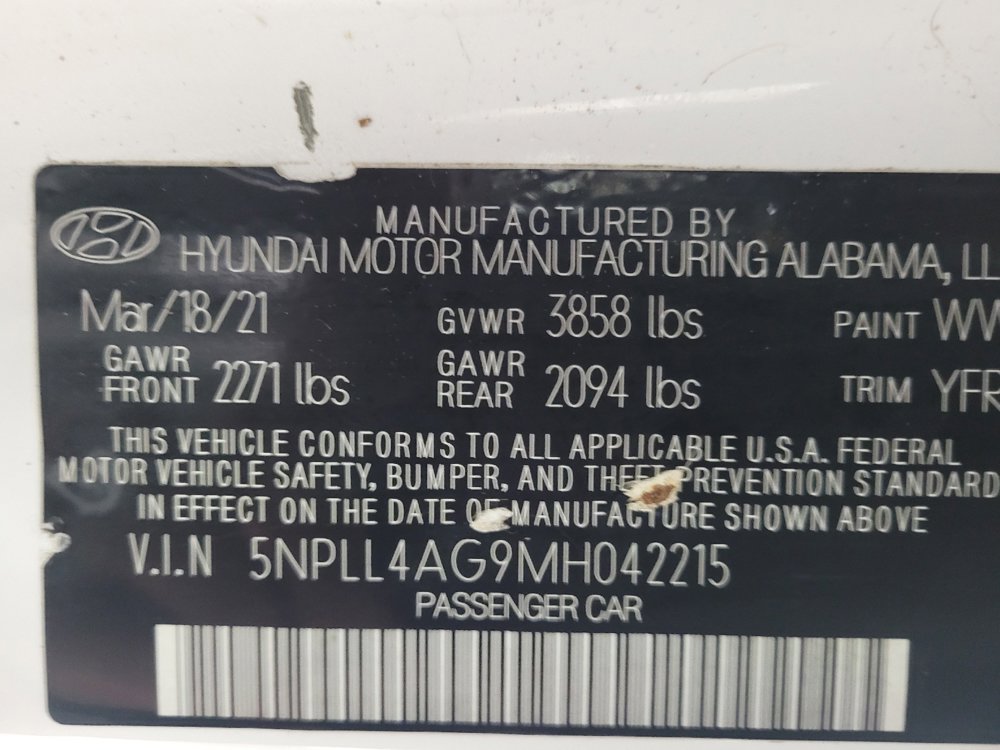 MANUFACTURED BY
HYUNDAI MOTOR MANUFACTURING ALABAMA, LL
Mar/18/21 GVWR 3858 lbs PAINT WW
GAWR FRONT 2271 lbs GAWR REAR 2094 lbs TRIM YFR
THIS VEHICLE CONFORMS TO ALL APPLICABLE U.S.A. FEDERAL
MOTOR VEHICLE SAFETY, BUMPER, AND THEFT PREVENTION STANDARD
IN EFFECT ON THE DATE OF MANUFACTURE SHOWN ABOVE
V.I.N 5NPLL4AG9MH042215
PASSENGER CAR